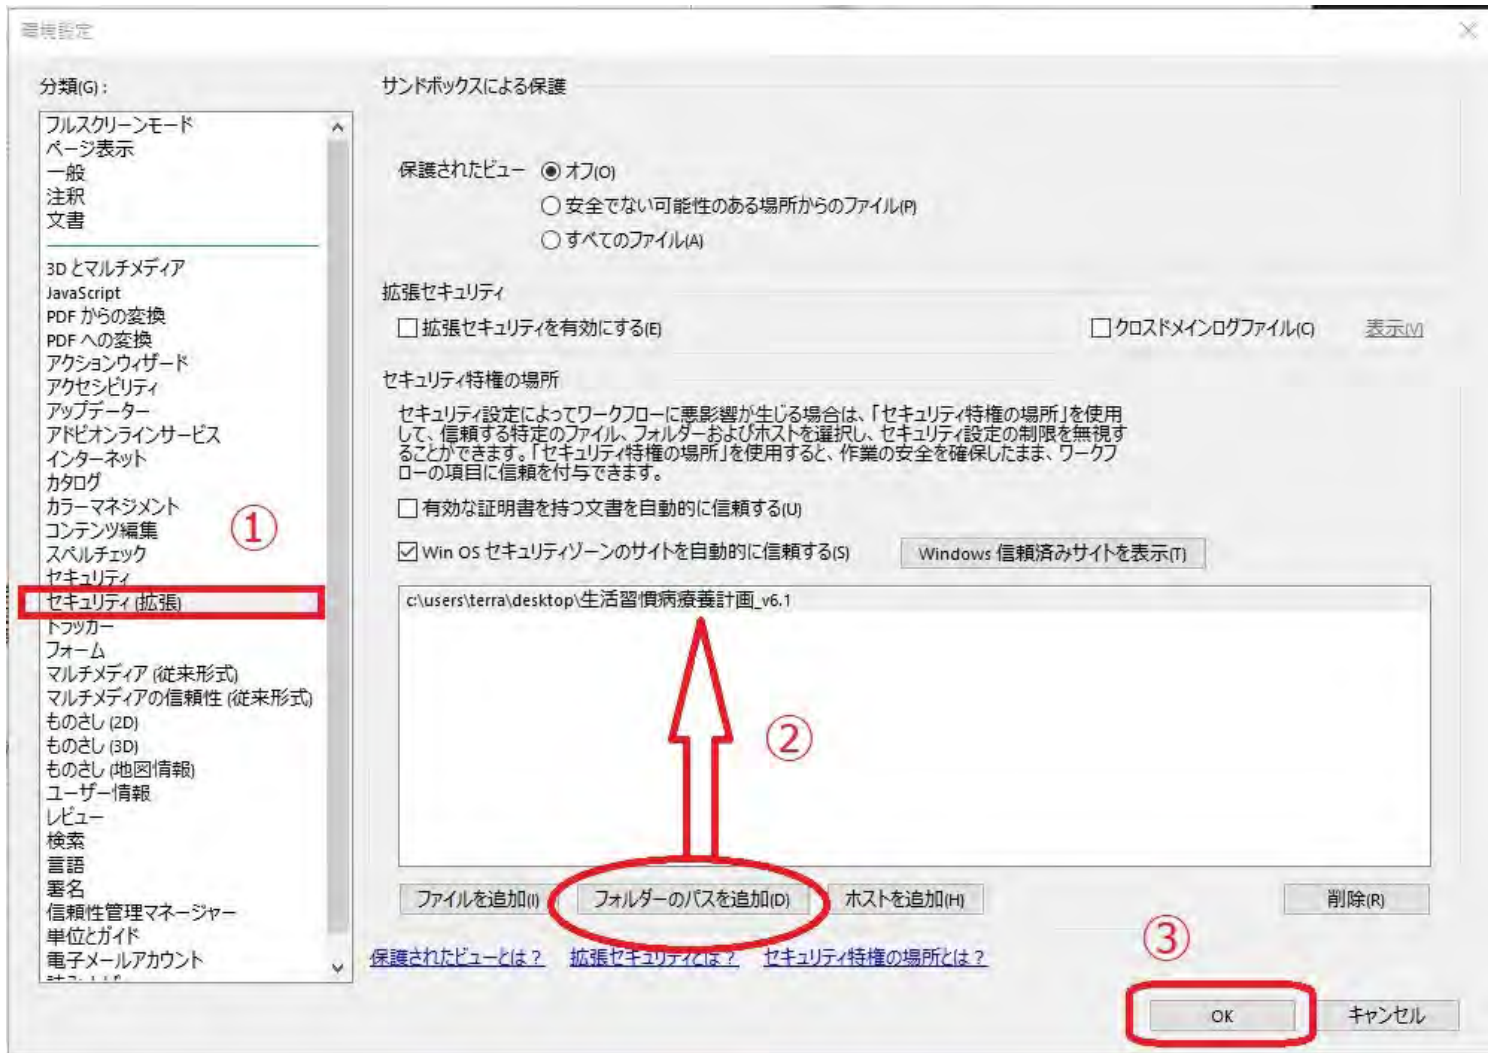 環境設定
分類(G):
フルスクリーンモード
ページ表示
一般
注釈
文書
3D とマルチメディア
JavaScript
PDF からの変換
PDF への変換
アクションウィザード
アクセシビリティ
アップデーター
アドビオンラインサービス
インターネット
カタログ
カラーマネジメント
コンテンツ編集
スペルチェック
セキュリティ
セキュリティ (拡張)
トラッカー
フォーム
マルチメディア (従来形式)
マルチメディアの信頼性 (従来形式)
ものさし (2D)
ものさし (3D)
ものさし (地図情報)
ユーザー情報
レビュー
検索
言語
署名
信頼性管理マネージャー
単位とガイド
電子メールアカウント
①
サンドボックスによる保護
保護されたビュー オフ(O)
安全でない可能性のある場所からのファイル(P)
すべてのファイル(A)
拡張セキュリティ
拡張セキュリティを有効にする(E) クロスドメインログファイル(C) 表示(V)
セキュリティ特権の場所
セキュリティ設定によってワークフローに悪影響が生じる場合は、「セキュリティ特権の場所」を使用
して、信頼する特定のファイル、フォルダーおよびホストを選択し、セキュリティ設定の制限を無視す
ることができます。「セキュリティ特権の場所」を使用すると、作業の安全を確保したまま、ワークフ
ローの項目に信頼を付与できます。
有効な証明書を持つ文書を自動的に信頼する(U)
Win OS セキュリティゾーンのサイトを自動的に信頼する(S) Windows 信頼済みサイトを表示(T)
c:\users\terra\desktop\生活習慣病療養計画_v6.1
②
ファイルを追加(I) フォルダーのパスを追加(D) ホストを追加(H) 削除(R)
保護されたビューとは？ 拡張セキュリティとは？ セキュリティ特権の場所とは？
③
OK キャンセル